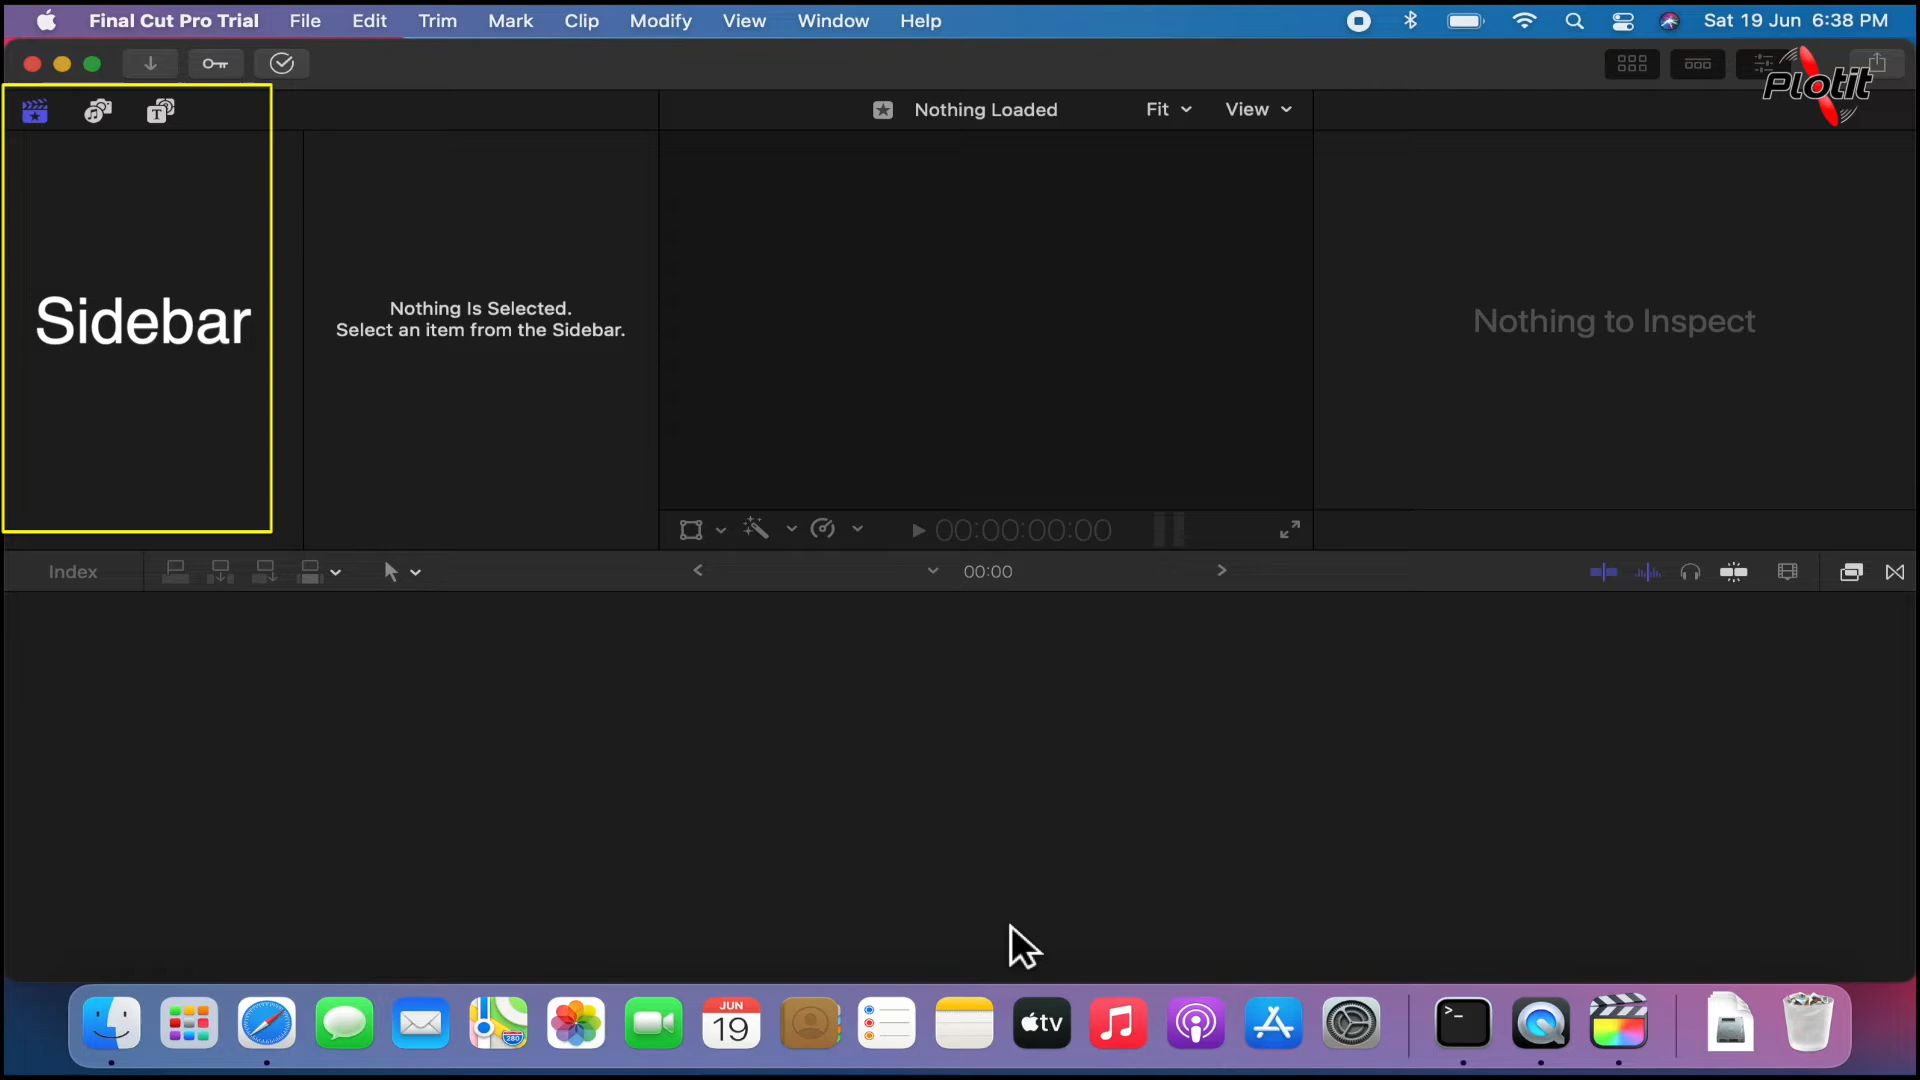 Final Cut Pro Trial File Edit Trim Mark Clip Modify View Window Help Sat 19 Jun 6:38 PM
Plotit
Nothing Loaded Fit View
Sidebar
Nothing Is Selected.
Select an item from the Sidebar.
Nothing to Inspect
00:00:00:00
Index 00:00
JUN
19
280
tv
>_